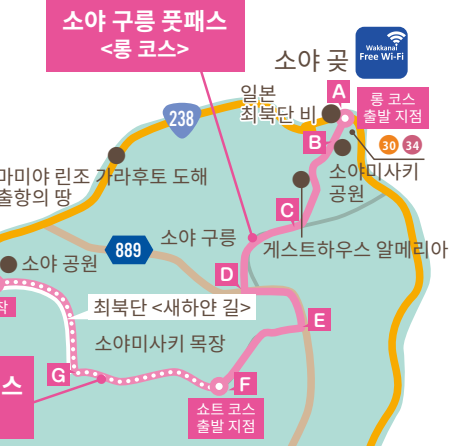 소야 구릉 풋패스
<롱 코스>
소야 곶
Wakkanai
Free Wi-Fi
일본
최북단 비
A
롱 코스
출발 지점
238
B
30 34
마미야 린조 가라후토 도해
출항의 땅
소야미사키
공원
C
소야 구릉
게스트하우스 알메리아
889
소야 공원
D
착
최북단 <새하얀 길>
E
소야미사키 목장
G
F
스
쇼트 코스
출발 지점